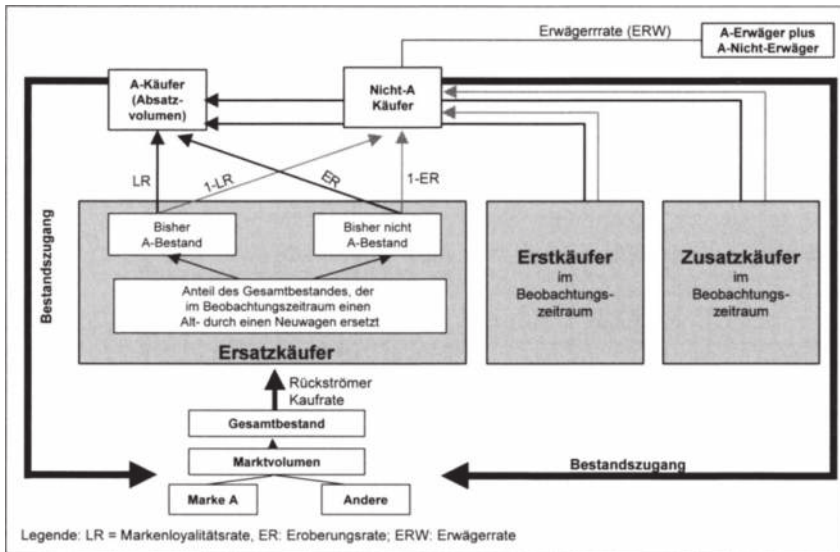 Erwägerrrate (ERW)
A-Erwäger plus
A-Nicht-Erwäger
A-Käufer
(Absatz-
volumen)
Nicht-A
Käufer
LR
1-LR
ER
1-ER
Bestandszugang
Bisher
A-Bestand
Bisher nicht
A-Bestand
Anteil des Gesamtbestandes, der
im Beobachtungszeitraum einen
Alt- durch einen Neuwagen ersetzt
Ersatzkäufer
Erstkäufer
im
Beobachtungs-
zeitraum
Zusatzkäufer
im
Beobachtungs-
zeitraum
Rückströmer
Kaufrate
Gesamtbestand
Marktvolumen
Marke A
Andere
Bestandszugang
Legende: LR = Markenloyalitätsrate, ER: Eroberungsrate; ERW: Erwägerrate